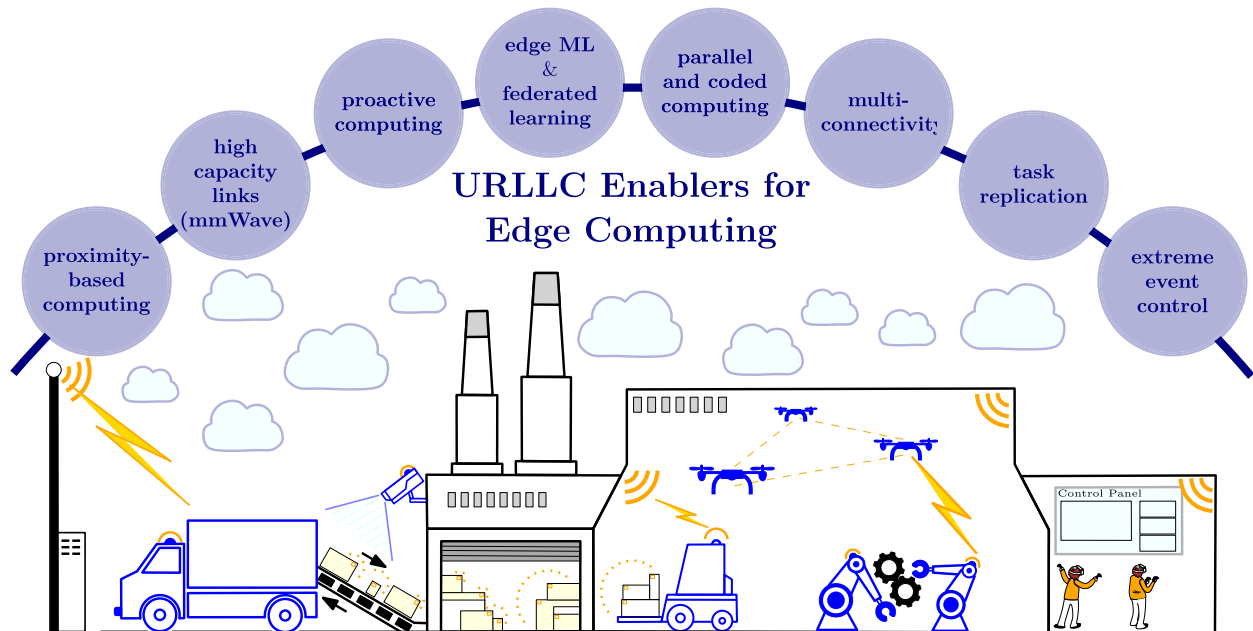 proximity-
based
computing
high
capacity
links
(mmWave)
proactive
computing
edge ML
&
federated
learning
parallel
and coded
computing
multi-
connectivity
task
replication
extreme
event
control
URLLC Enablers for
Edge Computing
Control Panel